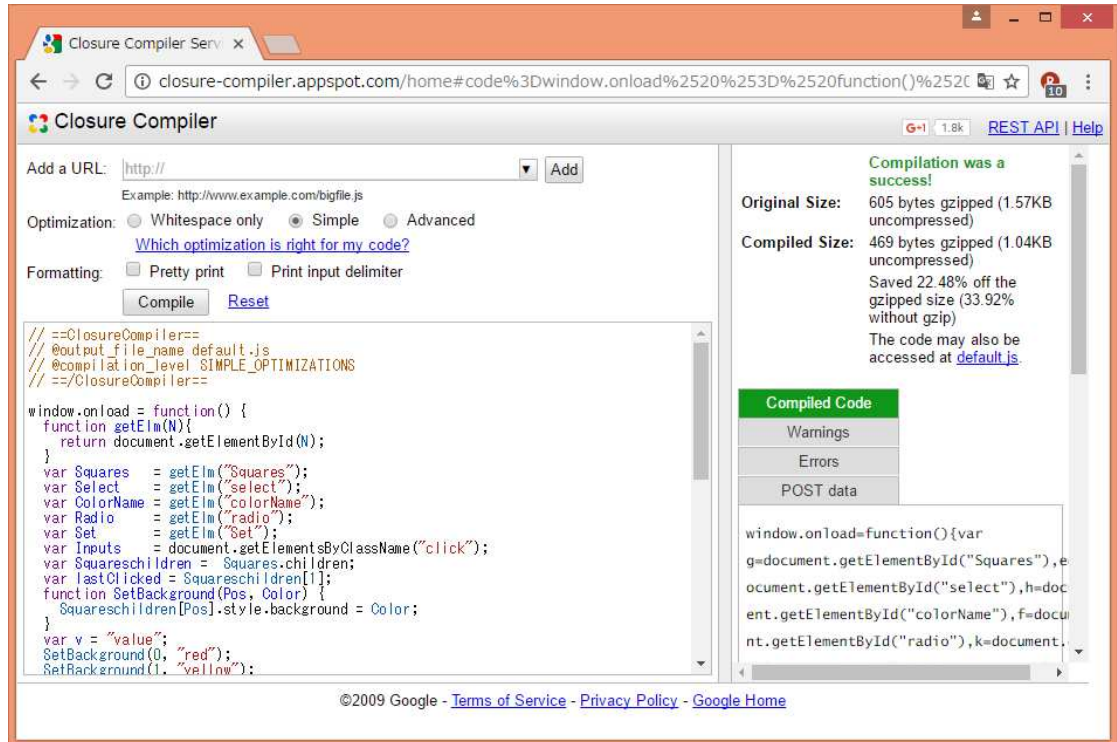 Closure Compiler Serv
closure-compiler.appspot.com/home#code%3Dwindow.onload%2520%253D%2520function()%2520
10
Closure Compiler
G+1 1.8k REST API | Help
Add a URL: http:// Add
Example: http://www.example.com/bigfile.js
Optimization: Whitespace only Simple Advanced
Which optimization is right for my code?
Formatting: Pretty print Print input delimiter
Compile Reset
// ==ClosureCompiler==
// @output_file_name default.js
// @compilation_level SIMPLE_OPTIMIZATIONS
// ==/ClosureCompiler==
window.onload = function() {
function getElm(N){
return document.getElementById(N);
}
var Squares = getElm("Squares");
var Select = getElm("select");
var ColorName = getElm("colorName");
var Radio = getElm("radio");
var Set = getElm("Set");
var Inputs = document.getElementsByClassName("click");
var Squareschildren = Squares.children;
var lastClicked = Squareschildren[1];
function SetBackground(Pos, Color) {
Squareschildren[Pos].style.background = Color;
}
var v = "value";
SetBackground(0, "red");
SetBackground(1, "yellow");
Compilation was a
success!
Original Size: 605 bytes gzipped (1.57KB
uncompressed)
Compiled Size: 469 bytes gzipped (1.04KB
uncompressed)
Saved 22.48% off the
gzipped size (33.92%
without gzip)
The code may also be
accessed at default.js.
Compiled Code
Warnings
Errors
POST data
window.onload=function(){var
g=document.getElementById("Squares"),e
ocument.getElementById("select"),h=doc
ent.getElementById("colorName"),f=docu
nt.getElementById("radio"),k=document.
©2009 Google - Terms of Service - Privacy Policy - Google Home